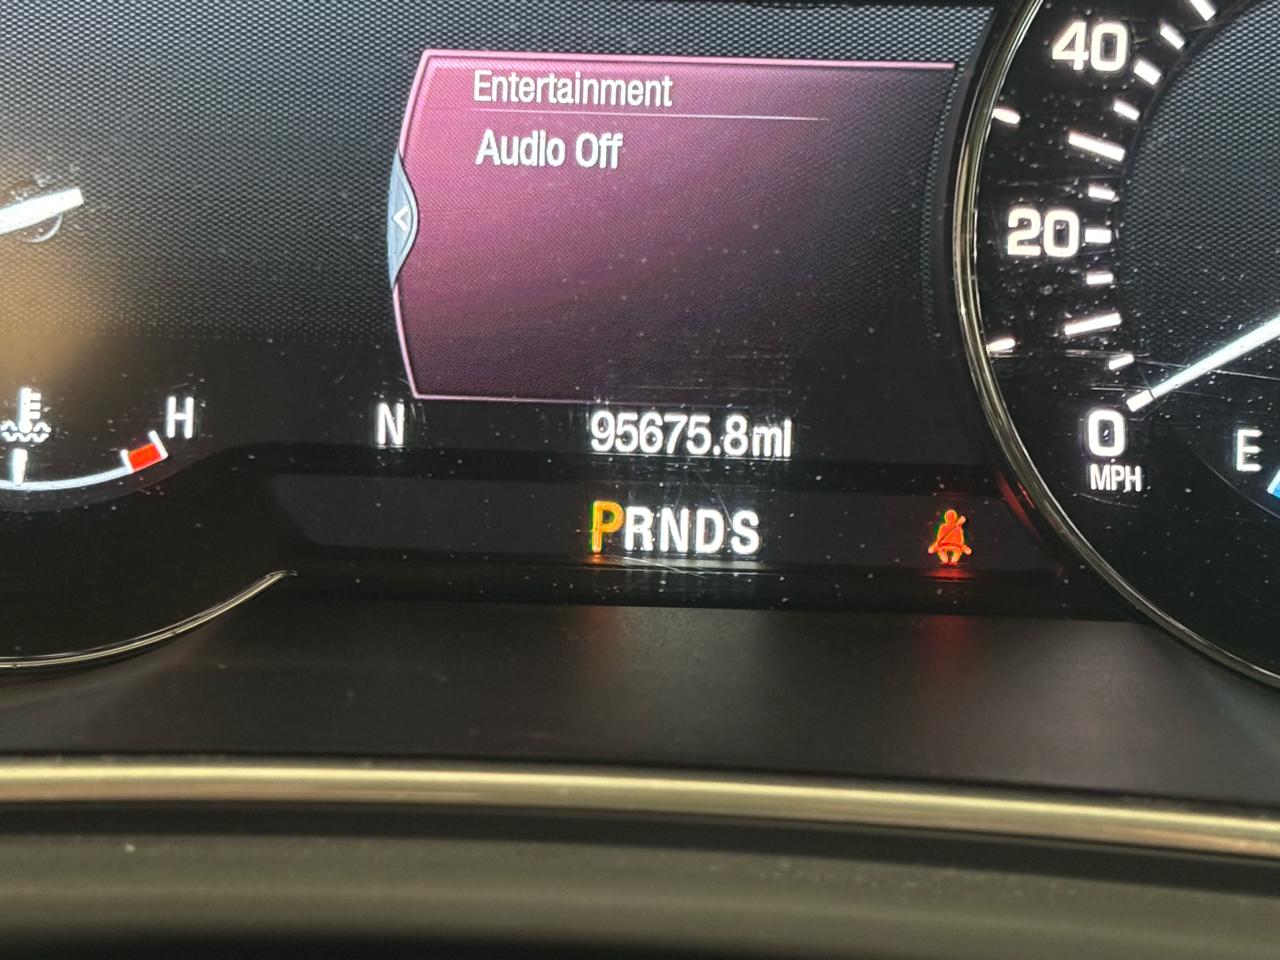 Entertainment
Audio Off
40
20
0
MPH
E
H
N
95675.8mi
PRNDS